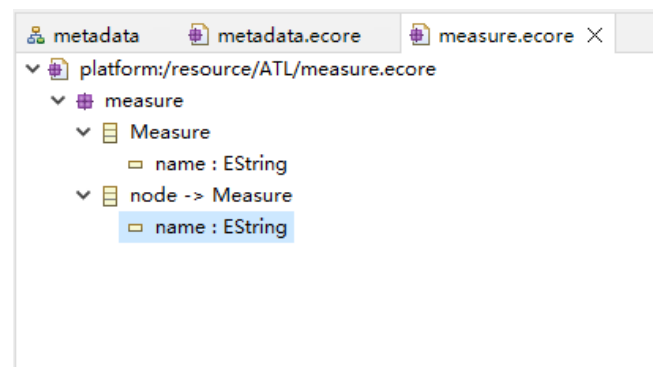 metadata metadata.ecore measure.ecore
platform:/resource/ATL/measure.ecore
measure
Measure
name : EString
node -> Measure
name : EString